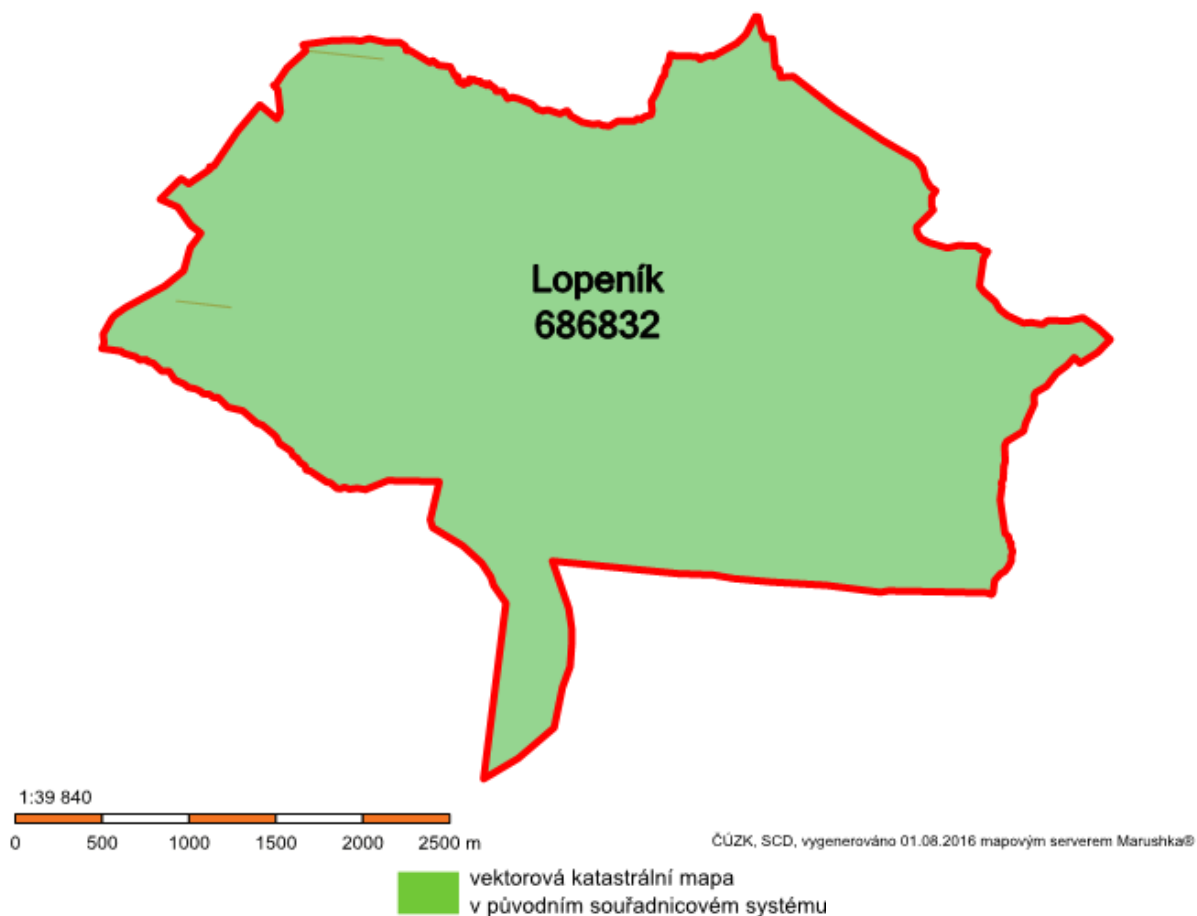 Lopeník
686832
1:39 840
0 500 1000 1500 2000 2500 m
ČÚZK, SCD, vygenerováno 01.08.2016 mapovým serverem Marushka®
vektorová katastrální mapa
v původním souřadnicovém systému